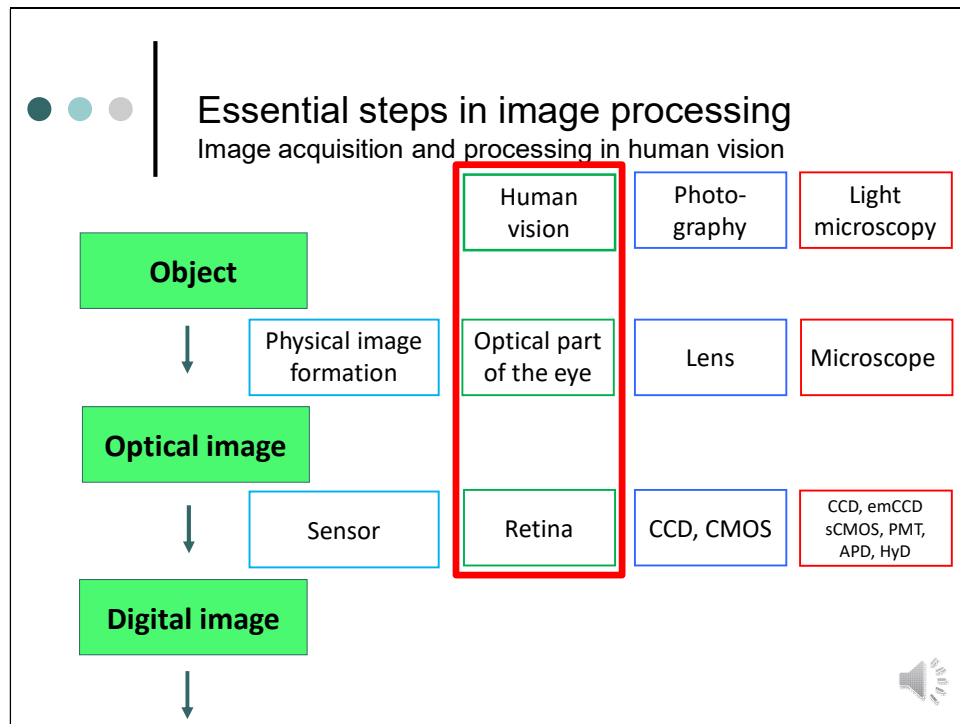 Essential steps in image processing
Image acquisition and processing in human vision
Human
vision
Photo-
graphy
Light
microscopy
Object
Physical image
formation
Optical part
of the eye
Lens
Microscope
Optical image
Sensor
Retina
CCD, CMOS
CCD, emCCD
sCMOS, PMT,
APD, HyD
Digital image